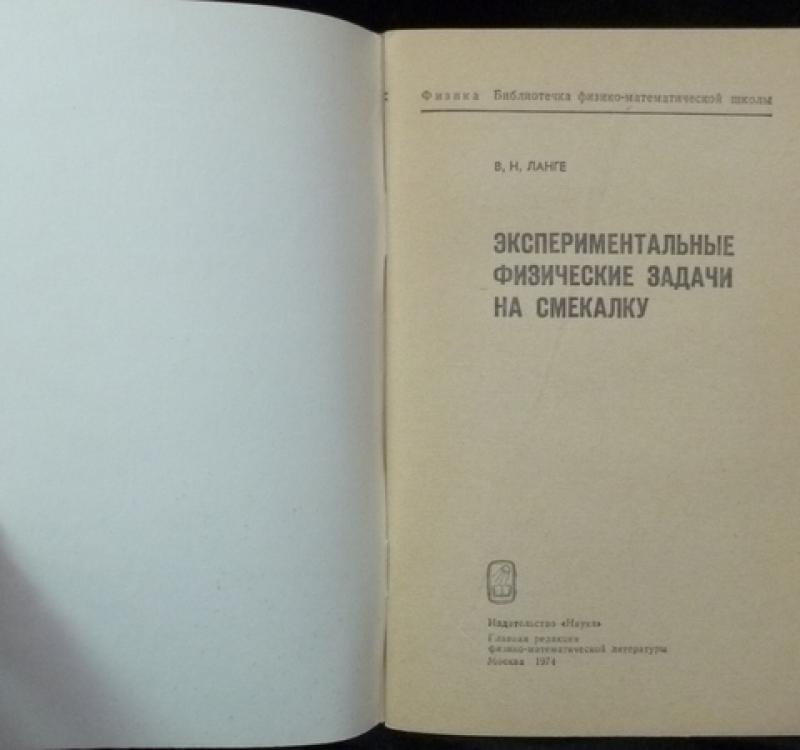 Физика Библиотечка физико-математической школы
В. Н. ЛАНГЕ
ЭКСПЕРИМЕНТАЛЬНЫЕ
ФИЗИЧЕСКИЕ ЗАДАЧИ
НА СМЕКАЛКУ
Издательство «Наука»
Главная редакция
физико-математической литературы
Москва 1974